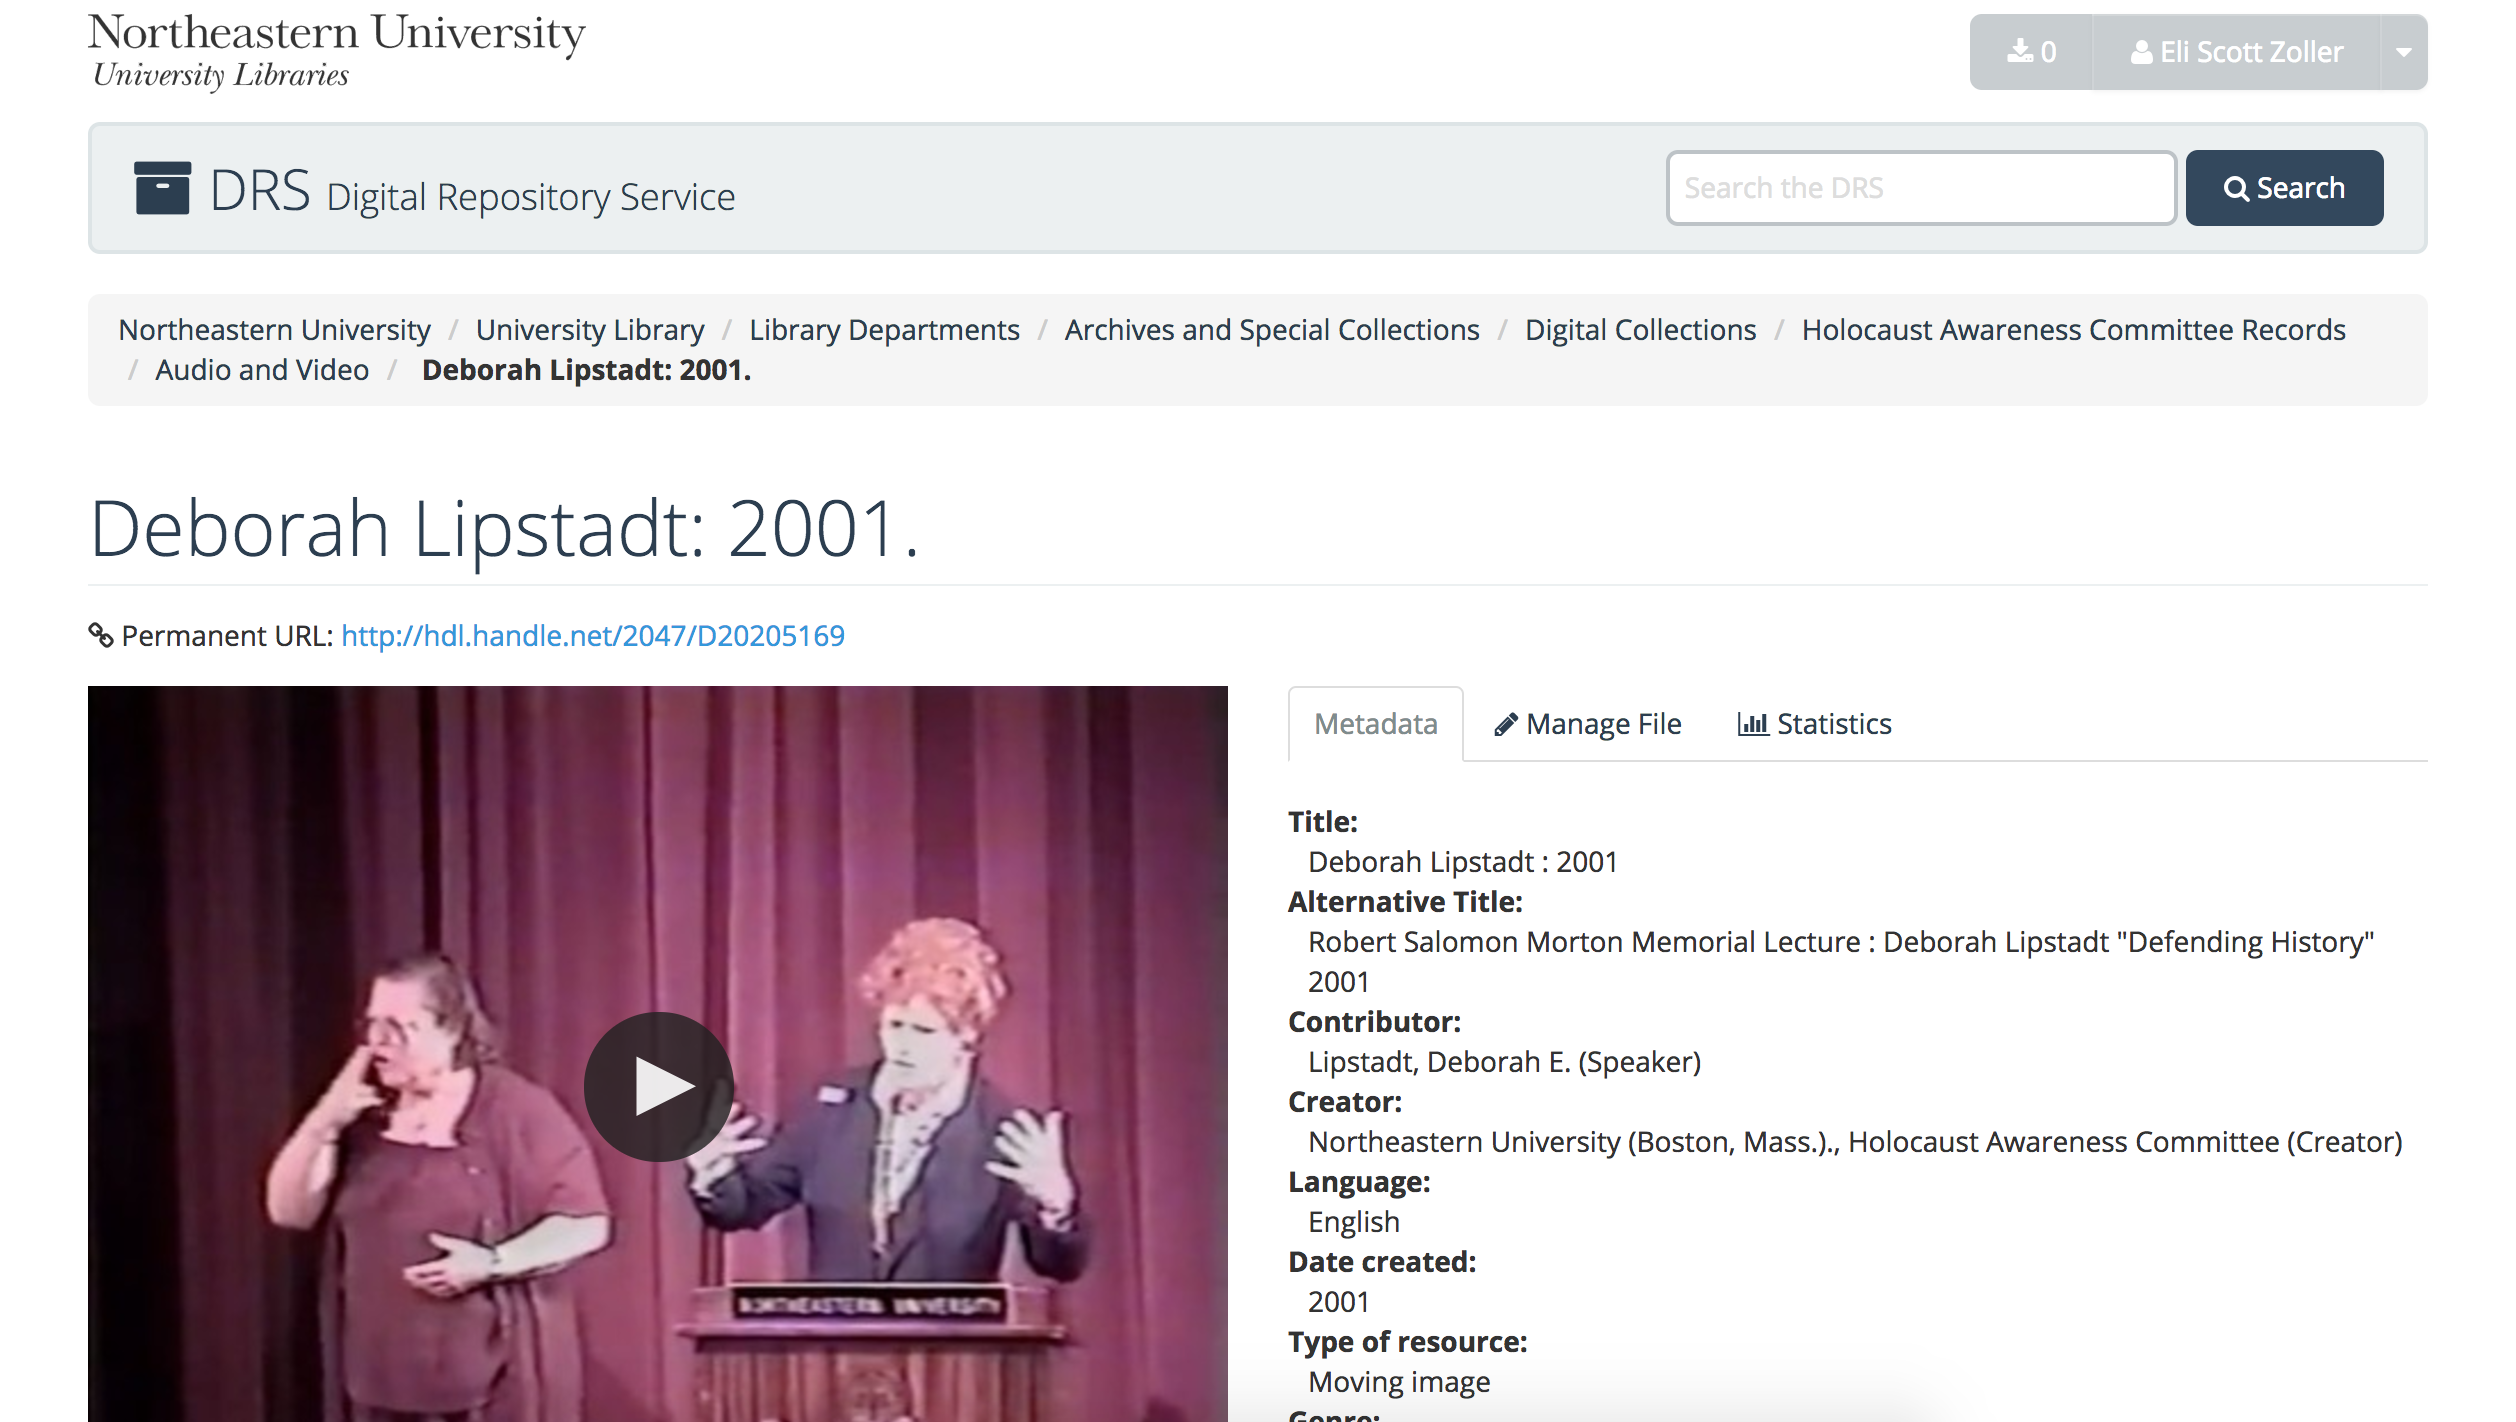 Northeastern University
University Libraries
0
Eli Scott Zoller
DRS Digital Repository Service
Search the DRS
Search
Northeastern University / University Library / Library Departments / Archives and Special Collections / Digital Collections / Holocaust Awareness Committee Records
/ Audio and Video / Deborah Lipstadt: 2001.
Deborah Lipstadt: 2001.
Permanent URL: http://hdl.handle.net/2047/D20205169
NORTHEASTERN UNIVERSITY
Metadata
Manage File
Statistics
Title:
Deborah Lipstadt : 2001
Alternative Title:
Robert Salomon Morton Memorial Lecture : Deborah Lipstadt "Defending History"
2001
Contributor:
Lipstadt, Deborah E. (Speaker)
Creator:
Northeastern University (Boston, Mass.)., Holocaust Awareness Committee (Creator)
Language:
English
Date created:
2001
Type of resource:
Moving image
Genre: